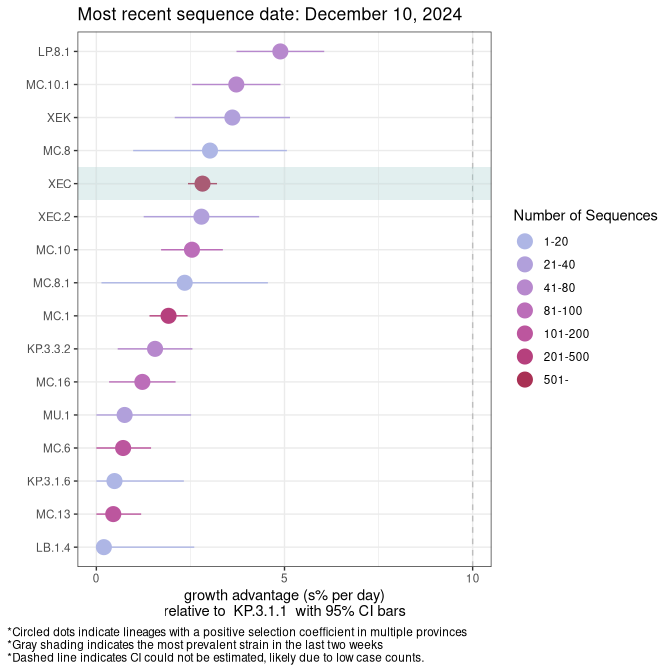 Most recent sequence date: December 10, 2024
LP.8.1
MC.10.1
XEK
MC.8
XEC
XEC.2
MC.10
MC.8.1
MC.1
KP.3.3.2
MC.16
MU.1
MC.6
KP.3.1.6
MC.13
LB.1.4
0 5 10
growth advantage (s% per day)
relative to KP.3.1.1 with 95% CI bars
Number of Sequences
1-20
21-40
41-80
81-100
101-200
201-500
501-
*Circled dots indicate lineages with a positive selection coefficient in multiple provinces
*Gray shading indicates the most prevalent strain in the last two weeks
*Dashed line indicates CI could not be estimated, likely due to low case counts.